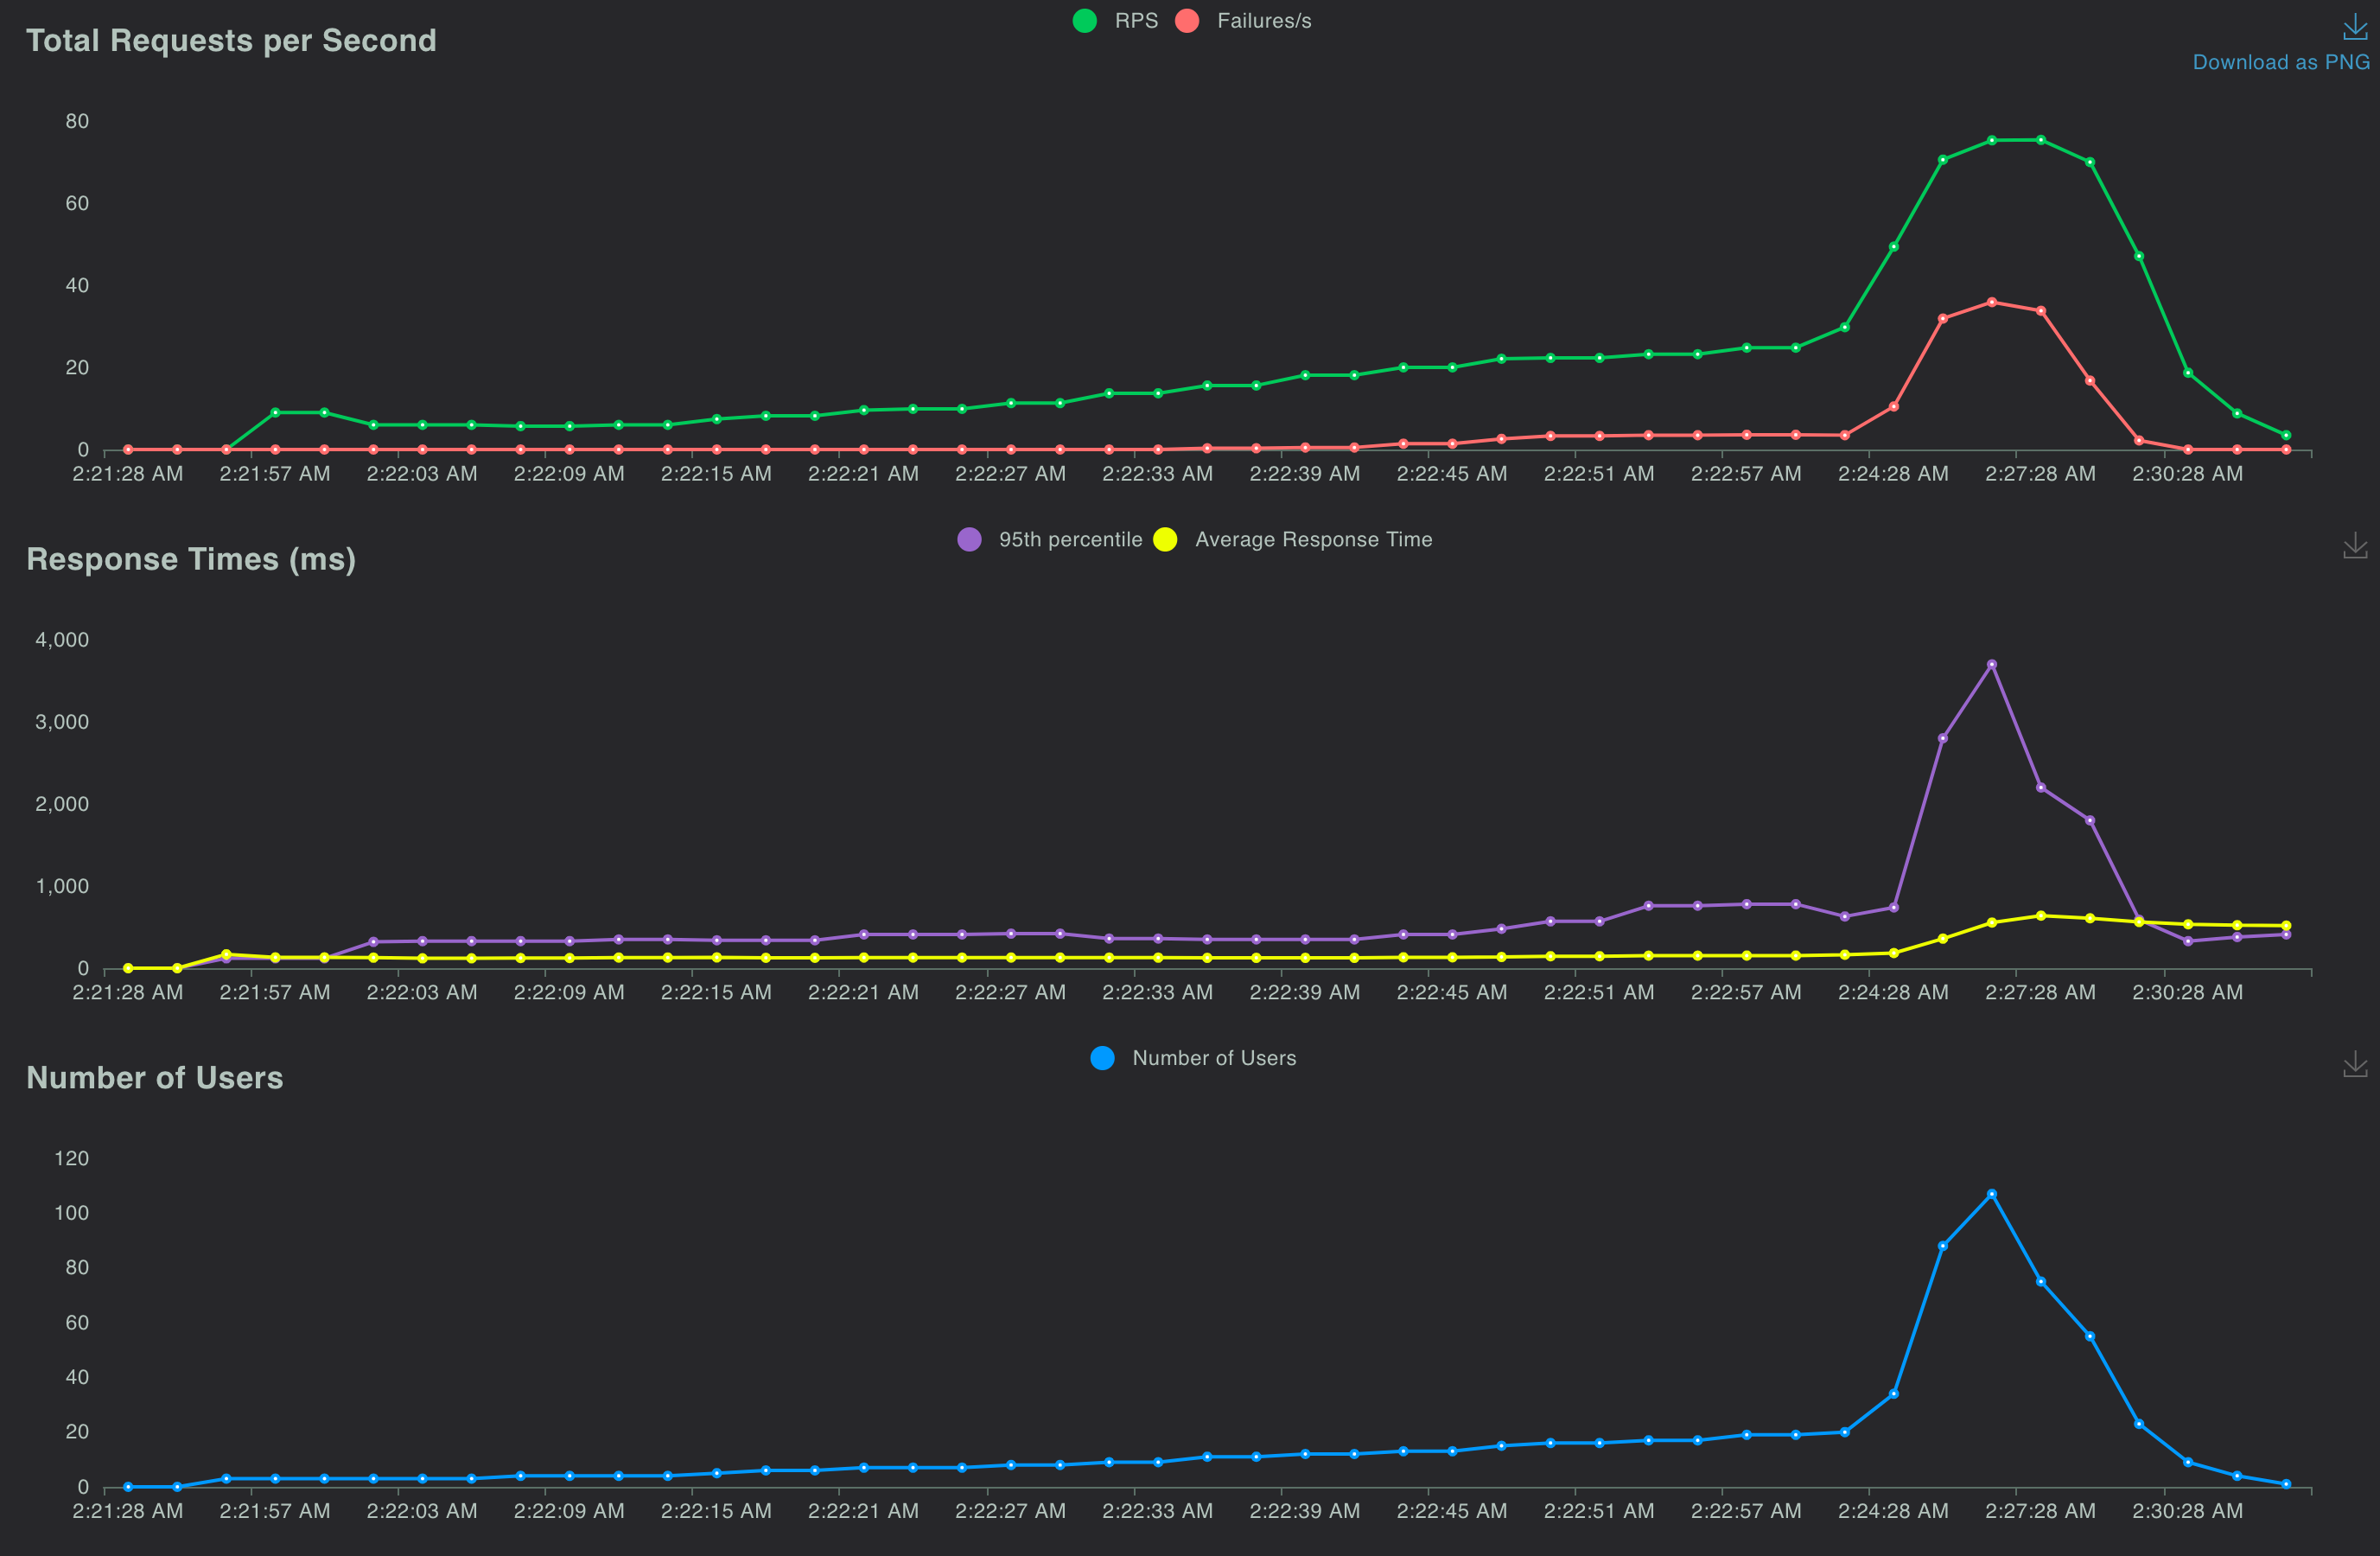 RPS Failures/s
Total Requests per Second
Download as PNG
80
60
40
20
0
2:21:28 AM 2:21:57 AM 2:22:03 AM 2:22:09 AM 2:22:15 AM 2:22:21 AM 2:22:27 AM 2:22:33 AM 2:22:39 AM 2:22:45 AM 2:22:51 AM 2:22:57 AM 2:24:28 AM 2:27:28 AM 2:30:28 AM
95th percentile Average Response Time
Response Times (ms)
4,000
3,000
2,000
1,000
0
2:21:28 AM 2:21:57 AM 2:22:03 AM 2:22:09 AM 2:22:15 AM 2:22:21 AM 2:22:27 AM 2:22:33 AM 2:22:39 AM 2:22:45 AM 2:22:51 AM 2:22:57 AM 2:24:28 AM 2:27:28 AM 2:30:28 AM
Number of Users
Number of Users
120
100
80
60
40
20
0
2:21:28 AM 2:21:57 AM 2:22:03 AM 2:22:09 AM 2:22:15 AM 2:22:21 AM 2:22:27 AM 2:22:33 AM 2:22:39 AM 2:22:45 AM 2:22:51 AM 2:22:57 AM 2:24:28 AM 2:27:28 AM 2:30:28 AM